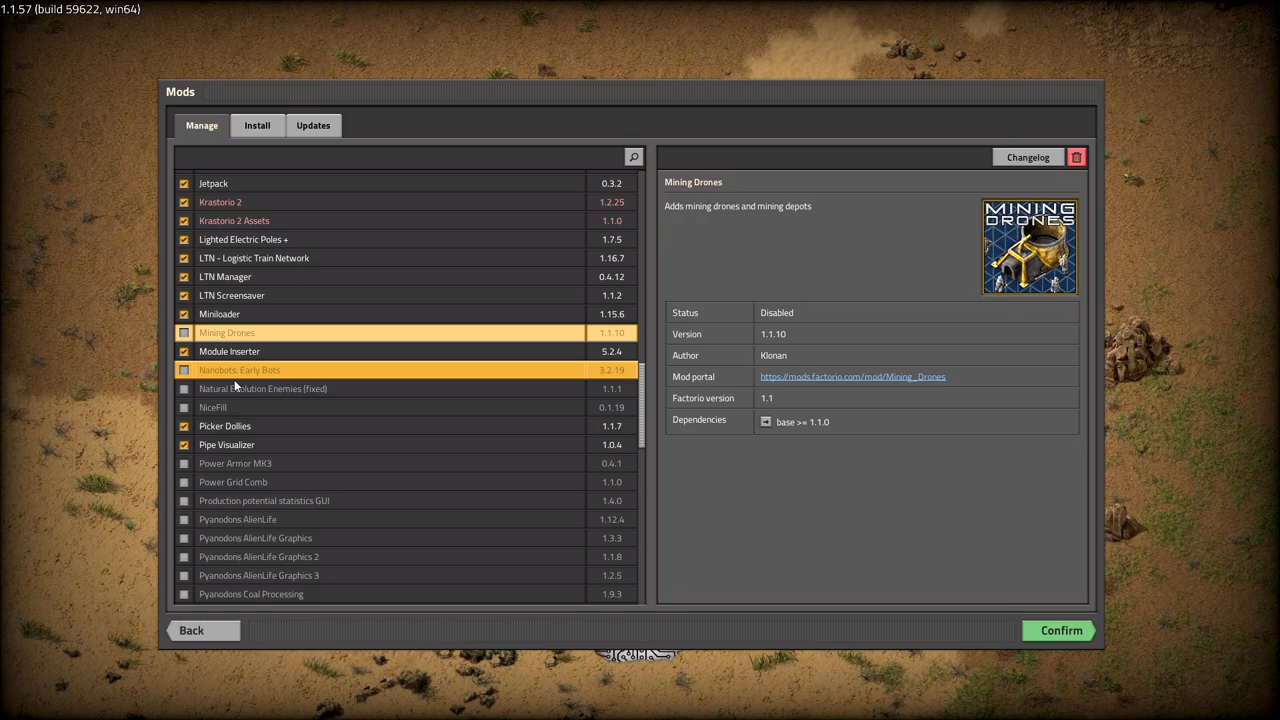 1.1.57 (build 59622, win64)
Mods
Manage Install Updates
Changelog
Jetpack 0.3.2
Krastorio 2 1.2.25
Krastorio 2 Assets 1.1.0
Lighted Electric Poles + 1.7.5
LTN - Logistic Train Network 1.16.7
LTN Manager 0.4.12
LTN Screensaver 1.1.2
Miniloader 1.15.6
Mining Drones 1.1.10
Module Inserter 5.2.4
Nanobots: Early Bots 3.2.19
Natural Evolution Enemies (fixed) 1.1.1
NiceFill 0.1.19
Picker Dollies 1.1.7
Pipe Visualizer 1.0.4
Power Armor MK3 0.4.1
Power Grid Comb 1.1.0
Production potential statistics GUI 1.4.0
Pyanodons AlienLife 1.12.4
Pyanodons AlienLife Graphics 1.3.3
Pyanodons AlienLife Graphics 2 1.1.8
Pyanodons AlienLife Graphics 3 1.2.5
Pyanodons Coal Processing 1.9.3
Mining Drones
Adds mining drones and mining depots
MINING
DRONES
Status Disabled
Version 1.1.10
Author Klonan
Mod portal https://mods.factorio.com/mod/Mining_Drones
Factorio version 1.1
Dependencies base >= 1.1.0
Back
Confirm